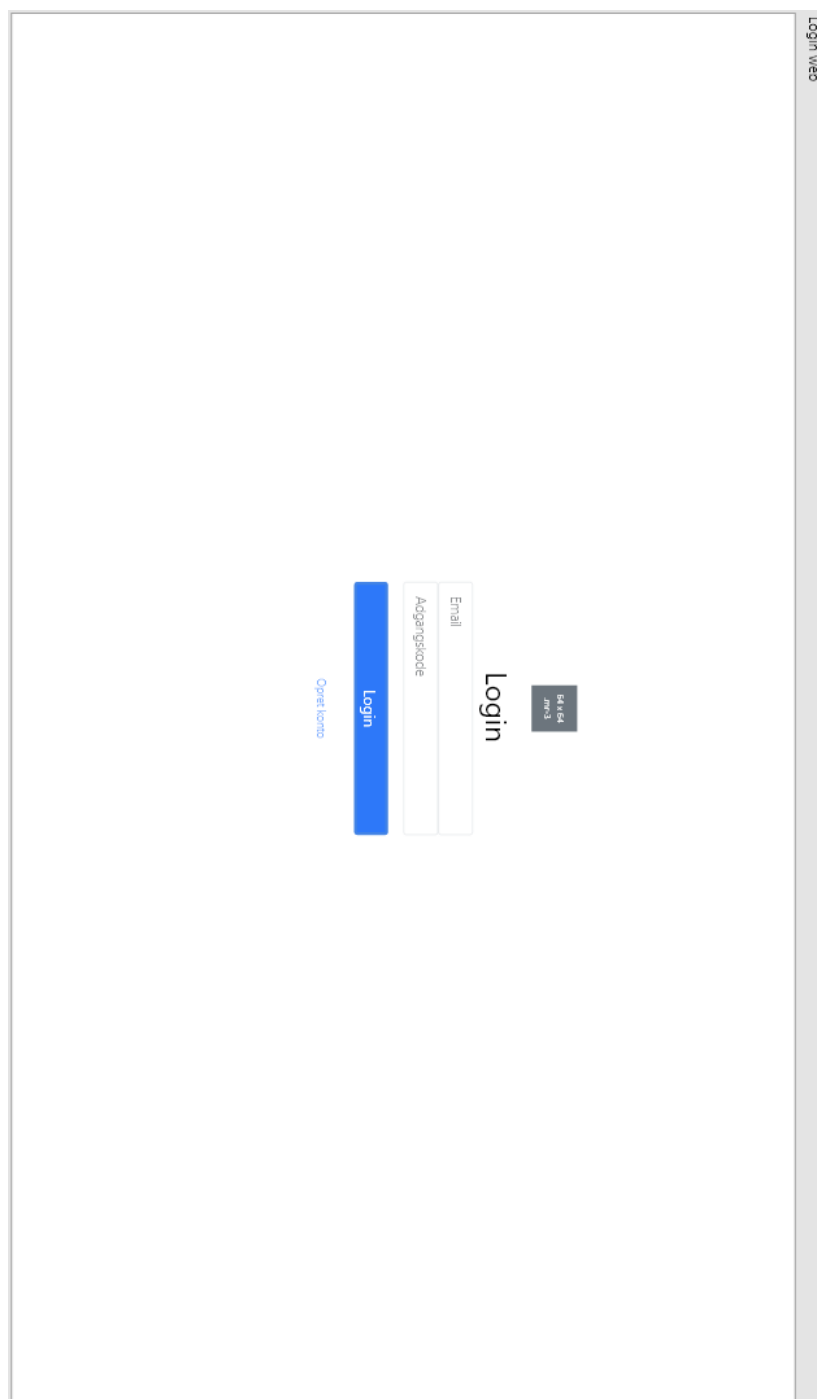 Login web
64 x 64
.mr-3
Login
Email
Adgangskode
Login
Opret konto